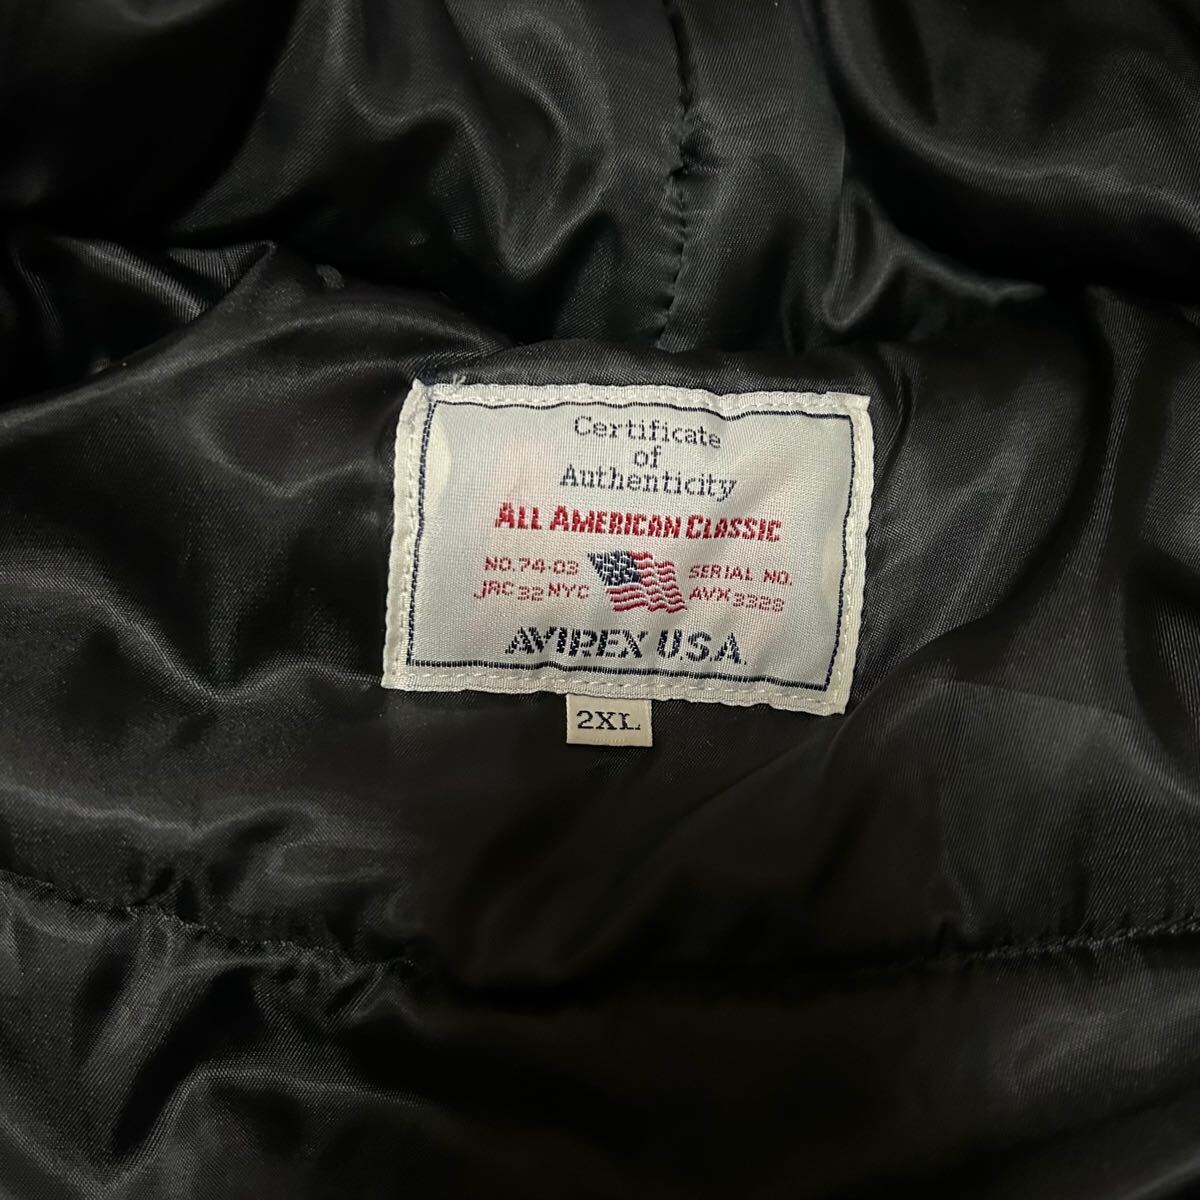 Certificate
of
Authenticity
ALL AMERICAN CLASSIC
NO. 74-03 SERIAL NO.
JRC 32 NYC AVX 3328
AVIREX U.S.A.
2XL